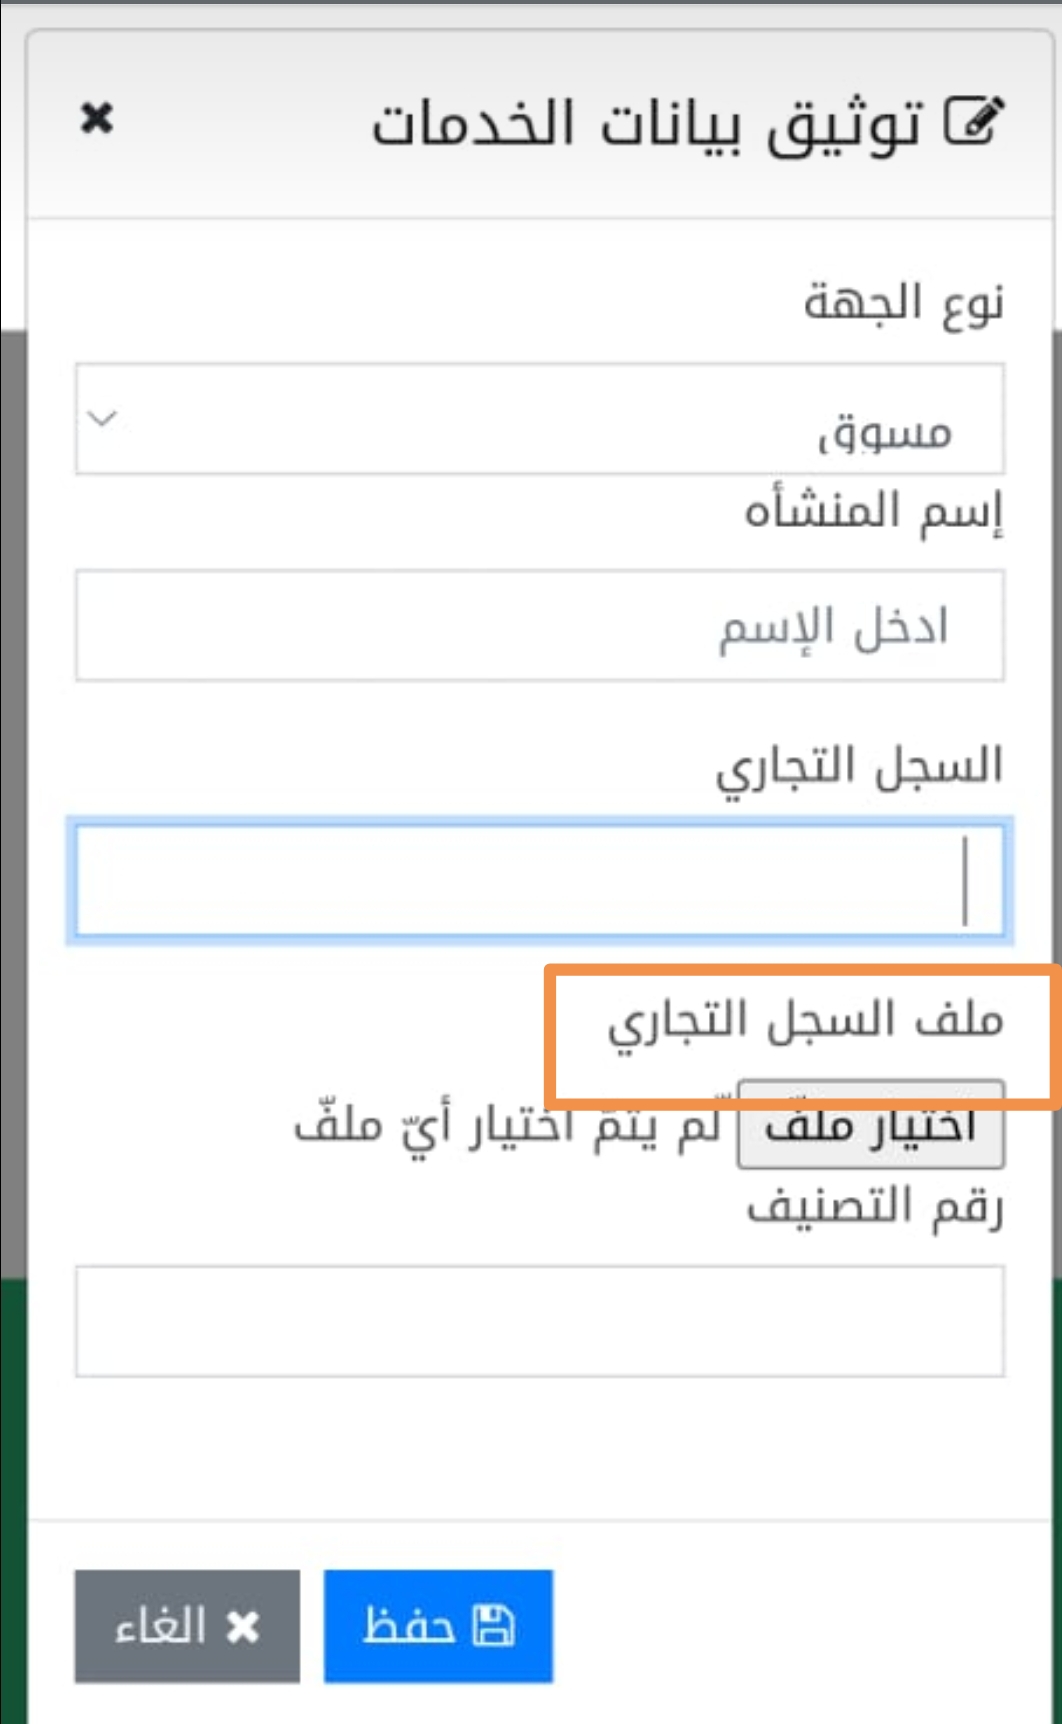 توثيق بيانات الخدمات
نوع الجهة
مسوق
إسم المنشأه
ادخل الإسم
السجل التجاري
ملف السجل التجاري
اختيار ملفّ لم يتمّ اختيار أيّ ملفّ
رقم التصنيف
حفظ الغاء